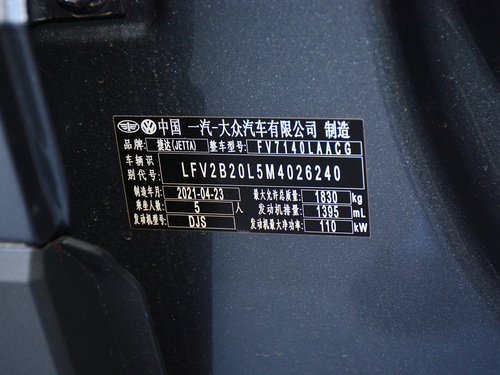 中国 一汽-大众汽车有限公司 制造
品牌: 捷达(JETTA) 整车型号: FV7140LAACG
车辆识别代号: LFV2B20L5M4026240
制造年月 2021-04-23 最大允许总质量: 1830 kg
乘坐人数: 5 人 发动机排量: 1395 mL
发动机型号: DJS 发动机最大净功率: 110 kW